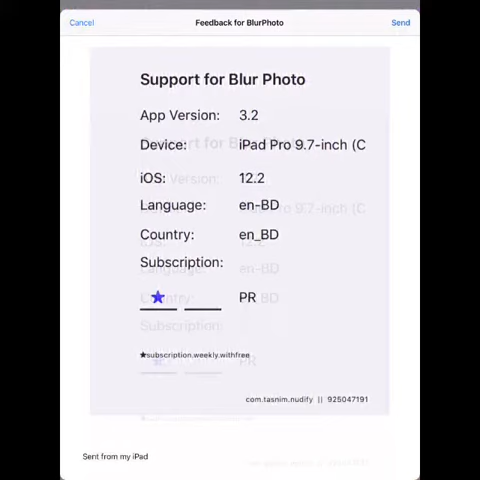 Cancel Feedback for BlurPhoto Send
Support for Blur Photo
App Version: 3.2
Device: iPad Pro 9.7-inch (C
iOS: 12.2
Language: en-BD
Country: en_BD
Subscription:
★ PR
★subscription.weekly.withfree
com.tasnim.nudify || 925047191
Sent from my iPad